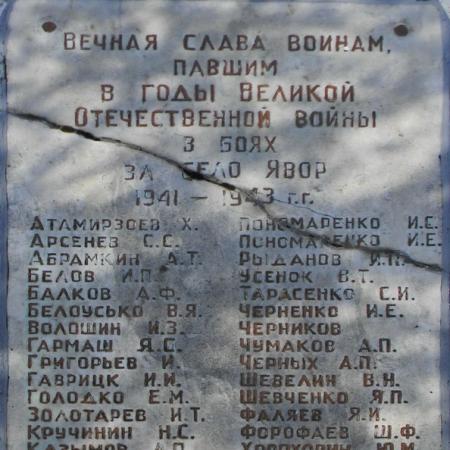 Вечная слава воинам,
павшим
в годы Великой
Отечественной войны
в боях
за село Явор
1941 – 1943 г.г.
Атамирзоев Х.
Арсенев С.С.
Абрамкин А.Т.
Белов И.П.
Балков А.Ф.
Белоусько В.Я.
Волошин И.З.
Гармаш Я.С.
Григорьев И.
Гаврицк И.И.
Голодко Е.М.
Золотарев И.Т.
Кручинин Н.С.
Пономаренко И.С.
Пономаренко И.Е.
Рыданов И.П.
Усенок В.Т.
Тарасенко С.И.
Черненко И.Е.
Черников
Чумаков А.П.
Черных А.П.
Шевелин В.Н.
Шевченко Я.П.
Фаляев Я.И.
Форофаев Ш.Ф.